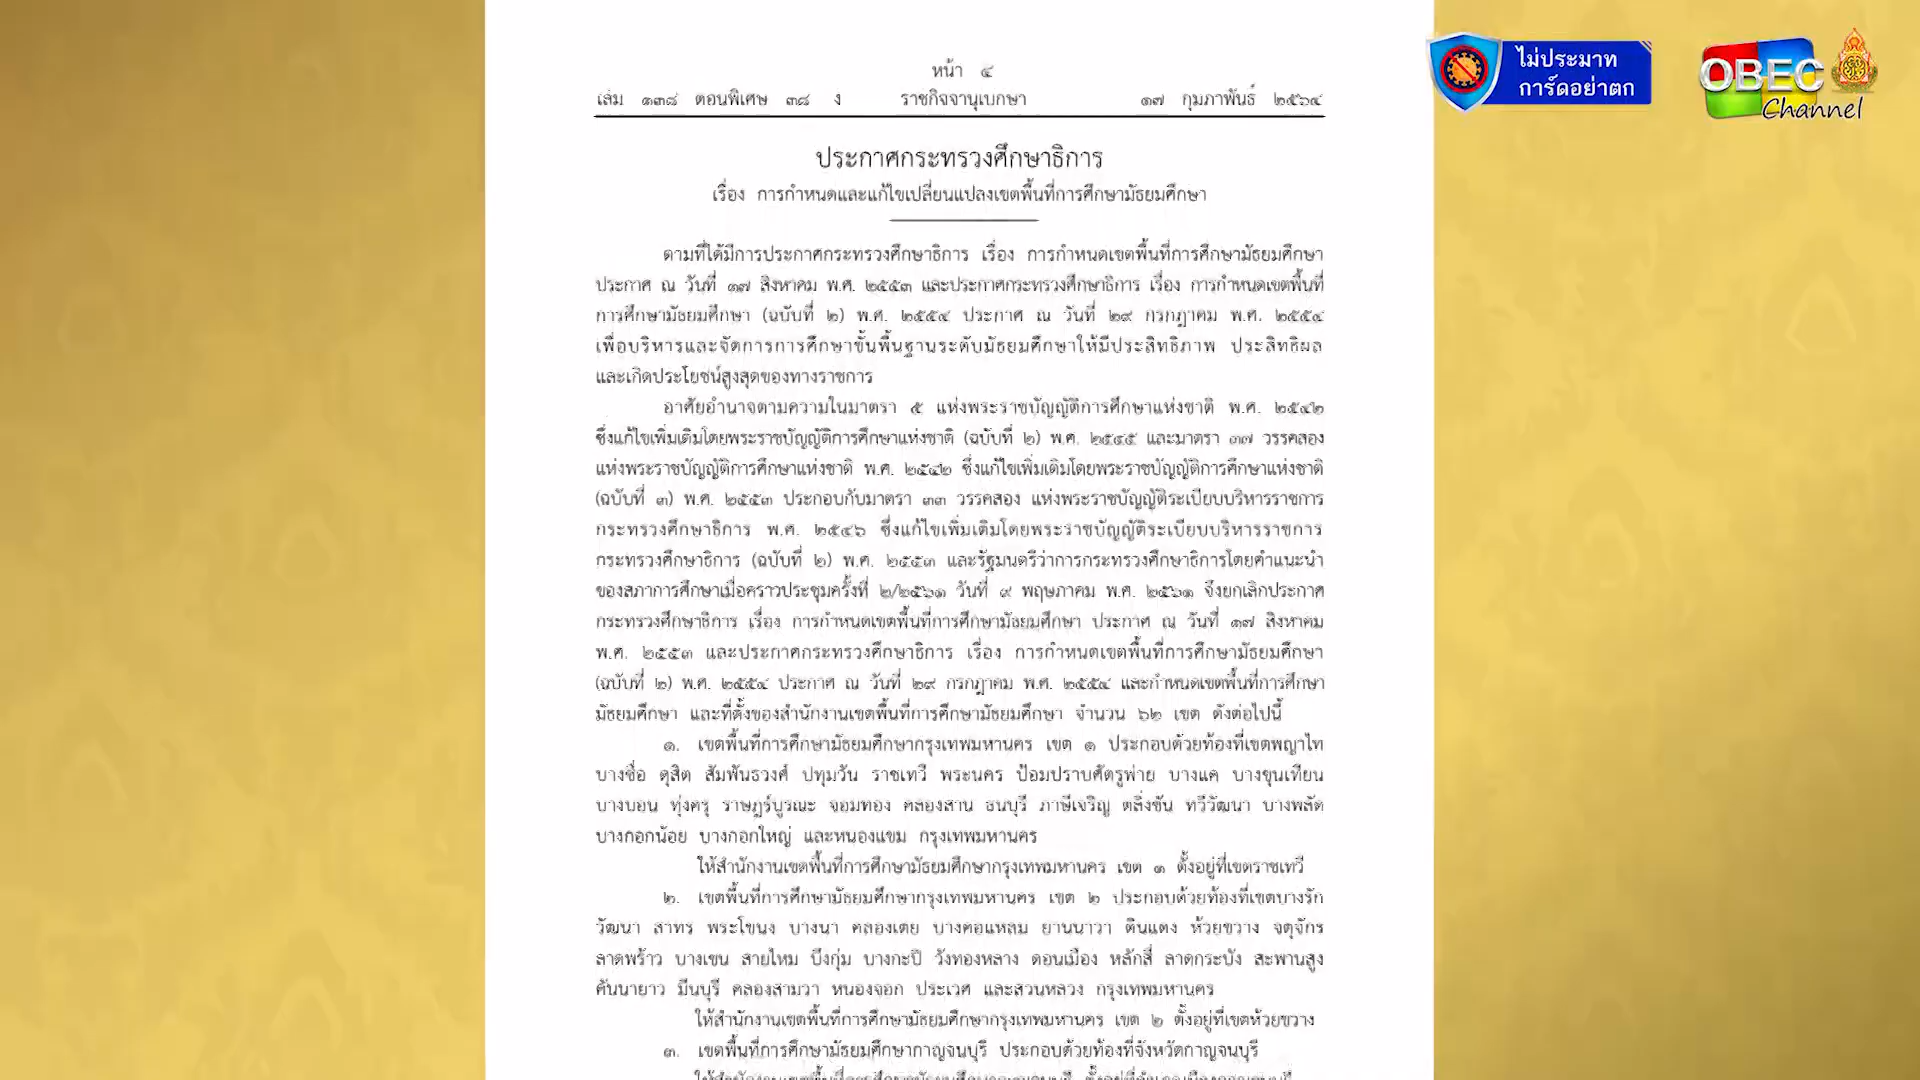 หน้า ๔
เล่ม ๑๓๘ ตอนพิเศษ ๓๘ ง ราชกิจจานุเบกษา ๑๗ กุมภาพันธ์ ๒๕๖๔
ไม่ประมาท
การ์ดอย่าตก
OBEC
Channel
ประกาศกระทรวงศึกษาธิการ
เรื่อง การกำหนดและแก้ไขเปลี่ยนแปลงเขตพื้นที่การศึกษามัธยมศึกษา
ตามที่ได้มีการประกาศกระทรวงศึกษาธิการ เรื่อง การกำหนดเขตพื้นที่การศึกษามัธยมศึกษา
ประกาศ ณ วันที่ ๑๗ สิงหาคม พ.ศ. ๒๕๕๓ และประกาศกระทรวงศึกษาธิการ เรื่อง การกำหนดเขตพื้นที่
การศึกษามัธยมศึกษา (ฉบับที่ ๒) พ.ศ. ๒๕๕๔ ประกาศ ณ วันที่ ๒๙ กรกฎาคม พ.ศ. ๒๕๕๔
เพื่อบริหารและจัดการการศึกษาขั้นพื้นฐานระดับมัธยมศึกษาให้มีประสิทธิภาพ ประสิทธิผล
และเกิดประโยชน์สูงสุดของทางราชการ
อาศัยอำนาจตามความในมาตรา ๕ แห่งพระราชบัญญัติการศึกษาแห่งชาติ พ.ศ. ๒๕๔๒
ซึ่งแก้ไขเพิ่มเติมโดยพระราชบัญญัติการศึกษาแห่งชาติ (ฉบับที่ ๒) พ.ศ. ๒๕๔๕ และมาตรา ๓๗ วรรคสอง
แห่งพระราชบัญญัติการศึกษาแห่งชาติ พ.ศ. ๒๕๔๒ ซึ่งแก้ไขเพิ่มเติมโดยพระราชบัญญัติการศึกษาแห่งชาติ
(ฉบับที่ ๓) พ.ศ. ๒๕๕๓ ประกอบกับมาตรา ๓๓ วรรคสอง แห่งพระราชบัญญัติระเบียบบริหารราชการ
กระทรวงศึกษาธิการ พ.ศ. ๒๕๔๖ ซึ่งแก้ไขเพิ่มเติมโดยพระราชบัญญัติระเบียบบริหารราชการ
กระทรวงศึกษาธิการ (ฉบับที่ ๒) พ.ศ. ๒๕๕๓ และรัฐมนตรีว่าการกระทรวงศึกษาธิการโดยคำแนะนำ
ของสภาการศึกษาเมื่อคราวประชุมครั้งที่ ๒/๒๕๖๑ วันที่ ๙ พฤษภาคม พ.ศ. ๒๕๖๑ จึงยกเลิกประกาศ
กระทรวงศึกษาธิการ เรื่อง การกำหนดเขตพื้นที่การศึกษามัธยมศึกษา ประกาศ ณ วันที่ ๑๗ สิงหาคม
พ.ศ. ๒๕๕๓ และประกาศกระทรวงศึกษาธิการ เรื่อง การกำหนดเขตพื้นที่การศึกษามัธยมศึกษา
(ฉบับที่ ๒) พ.ศ. ๒๕๕๔ ประกาศ ณ วันที่ ๒๙ กรกฎาคม พ.ศ. ๒๕๕๔ และกำหนดเขตพื้นที่การศึกษา
มัธยมศึกษา และที่ตั้งของสำนักงานเขตพื้นที่การศึกษามัธยมศึกษา จำนวน ๖๒ เขต ดังต่อไปนี้
๑. เขตพื้นที่การศึกษามัธยมศึกษากรุงเทพมหานคร เขต ๑ ประกอบด้วยท้องที่เขตพญาไท
บางซื่อ ดุสิต สัมพันธวงศ์ ปทุมวัน ราชเทวี พระนคร ป้อมปราบศัตรูพ่าย บางแค บางขุนเทียน
บางบอน ทุ่งครุ ราษฎร์บูรณะ จอมทอง คลองสาน ธนบุรี ภาษีเจริญ ตลิ่งชัน ทวีวัฒนา บางพลัด
บางกอกน้อย บางกอกใหญ่ และหนองแขม กรุงเทพมหานคร
ให้สำนักงานเขตพื้นที่การศึกษามัธยมศึกษากรุงเทพมหานคร เขต ๑ ตั้งอยู่ที่เขตราชเทวี
๒. เขตพื้นที่การศึกษามัธยมศึกษากรุงเทพมหานคร เขต ๒ ประกอบด้วยท้องที่เขตบางรัก
วัฒนา สาทร พระโขนง บางนา คลองเตย บางคอแหลม ยานนาวา ดินแดง ห้วยขวาง จตุจักร
ลาดพร้าว บางเขน สายไหม บึงกุ่ม บางกะปิ วังทองหลาง ดอนเมือง หลักสี่ ลาดกระบัง สะพานสูง
คันนายาว มีนบุรี คลองสามวา หนองจอก ประเวศ และสวนหลวง กรุงเทพมหานคร
ให้สำนักงานเขตพื้นที่การศึกษามัธยมศึกษากรุงเทพมหานคร เขต ๒ ตั้งอยู่ที่เขตห้วยขวาง
๓. เขตพื้นที่การศึกษามัธยมศึกษากาญจนบุรี ประกอบด้วยท้องที่จังหวัดกาญจนบุรี